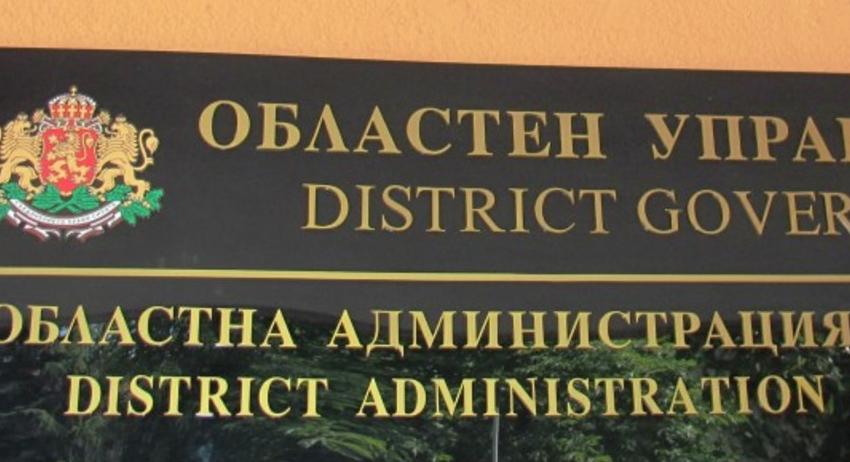 ОБЛАСТЕН УПРА
DISTRICT GOVER
ОБЛАСТНА АДМИНИСТРАЦИЯ
DISTRICT ADMINISTRATION